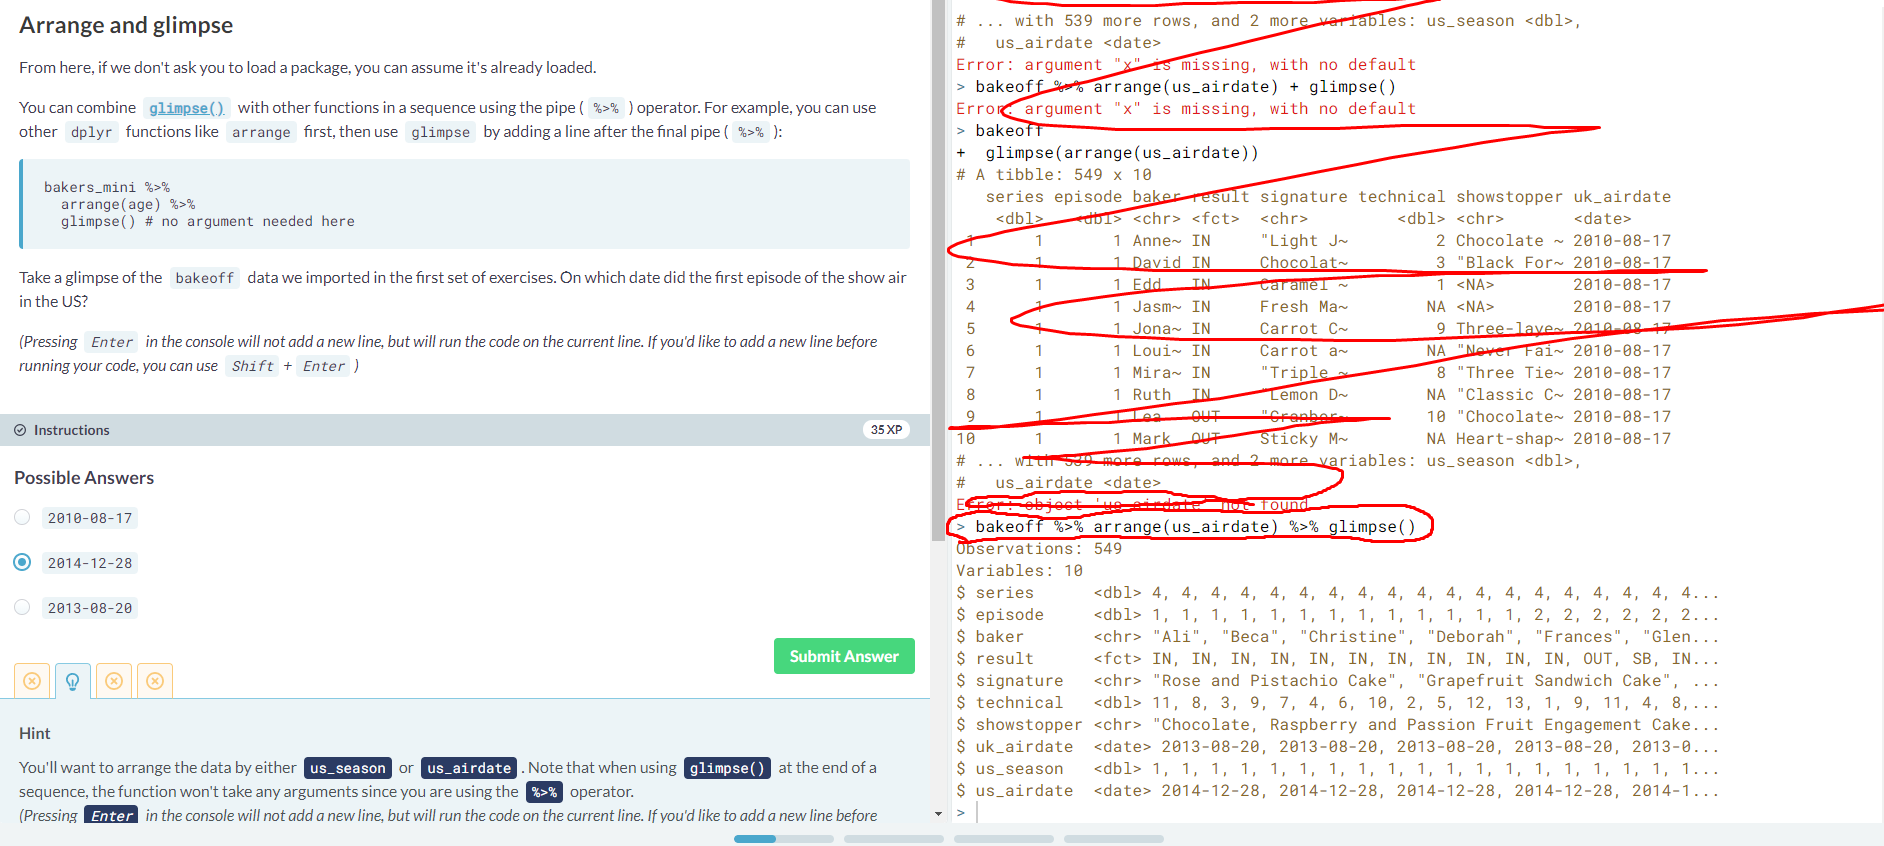 Arrange and glimpse
From here, if we don't ask you to load a package, you can assume it's already loaded.
You can combine glimpse() with other functions in a sequence using the pipe ( %>% ) operator. For example, you can use
other dplyr functions like arrange first, then use glimpse by adding a line after the final pipe ( %>% ):
bakers_mini %>%
arrange(age) %>%
glimpse() # no argument needed here
Take a glimpse of the bakeoff data we imported in the first set of exercises. On which date did the first episode of the show air
in the US?
(Pressing Enter in the console will not add a new line, but will run the code on the current line. If you'd like to add a new line before
running your code, you can use Shift + Enter )
Instructions
35 XP
Possible Answers
2010-08-17
2014-12-28
2013-08-20
Submit Answer
Hint
You'll want to arrange the data by either us_season or us_airdate . Note that when using glimpse() at the end of a
sequence, the function won't take any arguments since you are using the %>% operator.
(Pressing Enter in the console will not add a new line, but will run the code on the current line. If you'd like to add a new line before
# ... with 539 more rows, and 2 more variables: us_season <dbl>,
#   us_airdate <date>
Error: argument "x" is missing, with no default
> bakeoff %>% arrange(us_airdate) + glimpse()
Error: argument "x" is missing, with no default
> bakeoff
+  glimpse(arrange(us_airdate))
# A tibble: 549 x 10
series episode baker result signature technical showstopper uk_airdate
<dbl> <dbl> <chr> <fct> <chr> <dbl> <chr> <date>
1 1 1 Anne~ IN "Light J~ 2 Chocolate ~ 2010-08-17
2 1 1 David IN Chocolat~ 3 "Black For~ 2010-08-17
3 1 1 Edd IN Caramel ~ 1 <NA> 2010-08-17
4 1 1 Jasm~ IN Fresh Ma~ NA <NA> 2010-08-17
5 1 1 Jona~ IN Carrot C~ 9 Three-laye~ 2010-08-17
6 1 1 Loui~ IN Carrot a~ NA "Never Fai~ 2010-08-17
7 1 1 Mira~ IN "Triple ~ 8 "Three Tie~ 2010-08-17
8 1 1 Ruth IN "Lemon D~ NA "Classic C~ 2010-08-17
9 1 1 Lea OUT "Cranber~ 10 "Chocolate~ 2010-08-17
10 1 1 Mark OUT Sticky M~ NA Heart-shap~ 2010-08-17
# ... with 539 more rows, and 2 more variables: us_season <dbl>,
#   us_airdate <date>
Error: object 'us_airdate' not found
> bakeoff %>% arrange(us_airdate) %>% glimpse()
Observations: 549
Variables: 10
$ series <dbl> 4, 4, 4, 4, 4, 4, 4, 4, 4, 4, 4, 4, 4, 4, 4, 4, 4, 4, 4...
$ episode <dbl> 1, 1, 1, 1, 1, 1, 1, 1, 1, 1, 1, 1, 1, 2, 2, 2, 2, 2, 2...
$ baker <chr> "Ali", "Beca", "Christine", "Deborah", "Frances", "Glen...
$ result <fct> IN, IN, IN, IN, IN, IN, IN, IN, IN, IN, IN, OUT, SB, IN...
$ signature <chr> "Rose and Pistachio Cake", "Grapefruit Sandwich Cake", ...
$ technical <dbl> 11, 8, 3, 9, 7, 4, 6, 10, 2, 5, 12, 13, 1, 9, 11, 4, 8,...
$ showstopper <chr> "Chocolate, Raspberry and Passion Fruit Engagement Cake...
$ uk_airdate <date> 2013-08-20, 2013-08-20, 2013-08-20, 2013-08-20, 2013-0...
$ us_season <dbl> 1, 1, 1, 1, 1, 1, 1, 1, 1, 1, 1, 1, 1, 1, 1, 1, 1, 1, 1...
$ us_airdate <date> 2014-12-28, 2014-12-28, 2014-12-28, 2014-12-28, 2014-1...
>